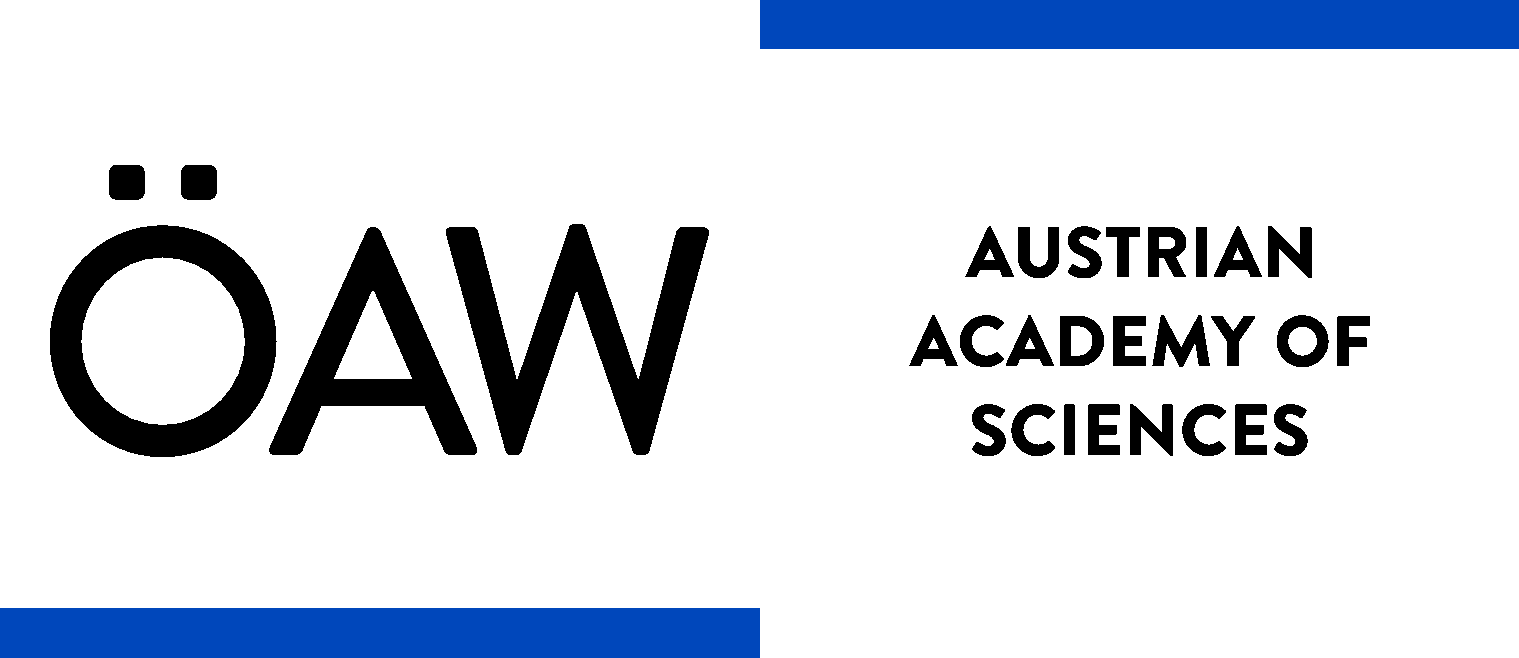 ÖAW
AUSTRIAN
ACADEMY OF
SCIENCES